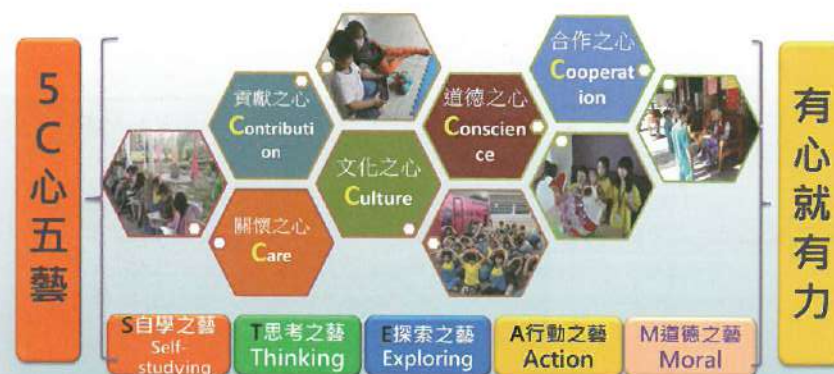 5C心五藝
貢獻之心
Contributi
on
關懷之心
Care
文化之心
Culture
道德之心
Conscien
ce
合作之心
Cooperat
ion
有心就有力
S自學之藝
Self-
studying
T思考之藝
Thinking
E探索之藝
Exploring
A行動之藝
Action
M道德之藝
Moral